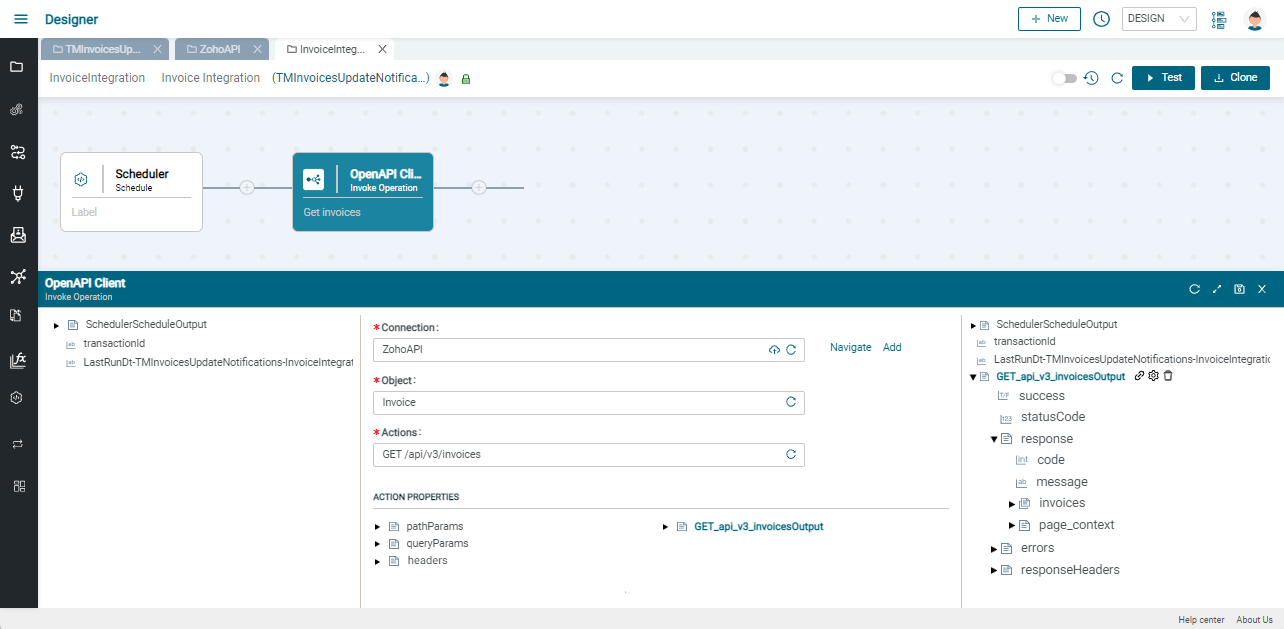 Designer
+ New
DESIGN
TMInvoicesUp...
ZohoAPI
InvoiceInteg...
InvoiceIntegration Invoice Integration (TMInvoicesUpdateNotifica...)
Test
Clone
Scheduler
Schedule
Label
OpenAPI Cli...
Invoke Operation
Get invoices
OpenAPI Client
Invoke Operation
SchedulerScheduleOutput
transactionId
LastRunDt-TMInvoicesUpdateNotifications-InvoiceIntegrat
*Connection:
ZohoAPI
Navigate Add
*Object:
Invoice
*Actions:
GET /api/v3/invoices
ACTION PROPERTIES
pathParams
queryParams
headers
GET_api_v3_invoicesOutput
SchedulerScheduleOutput
transactionId
LastRunDt-TMInvoicesUpdateNotifications-InvoiceIntegratio
GET_api_v3_invoicesOutput
T/F success
123 statusCode
response
int code
ab message
invoices
page_context
errors
responseHeaders
Help center About Us